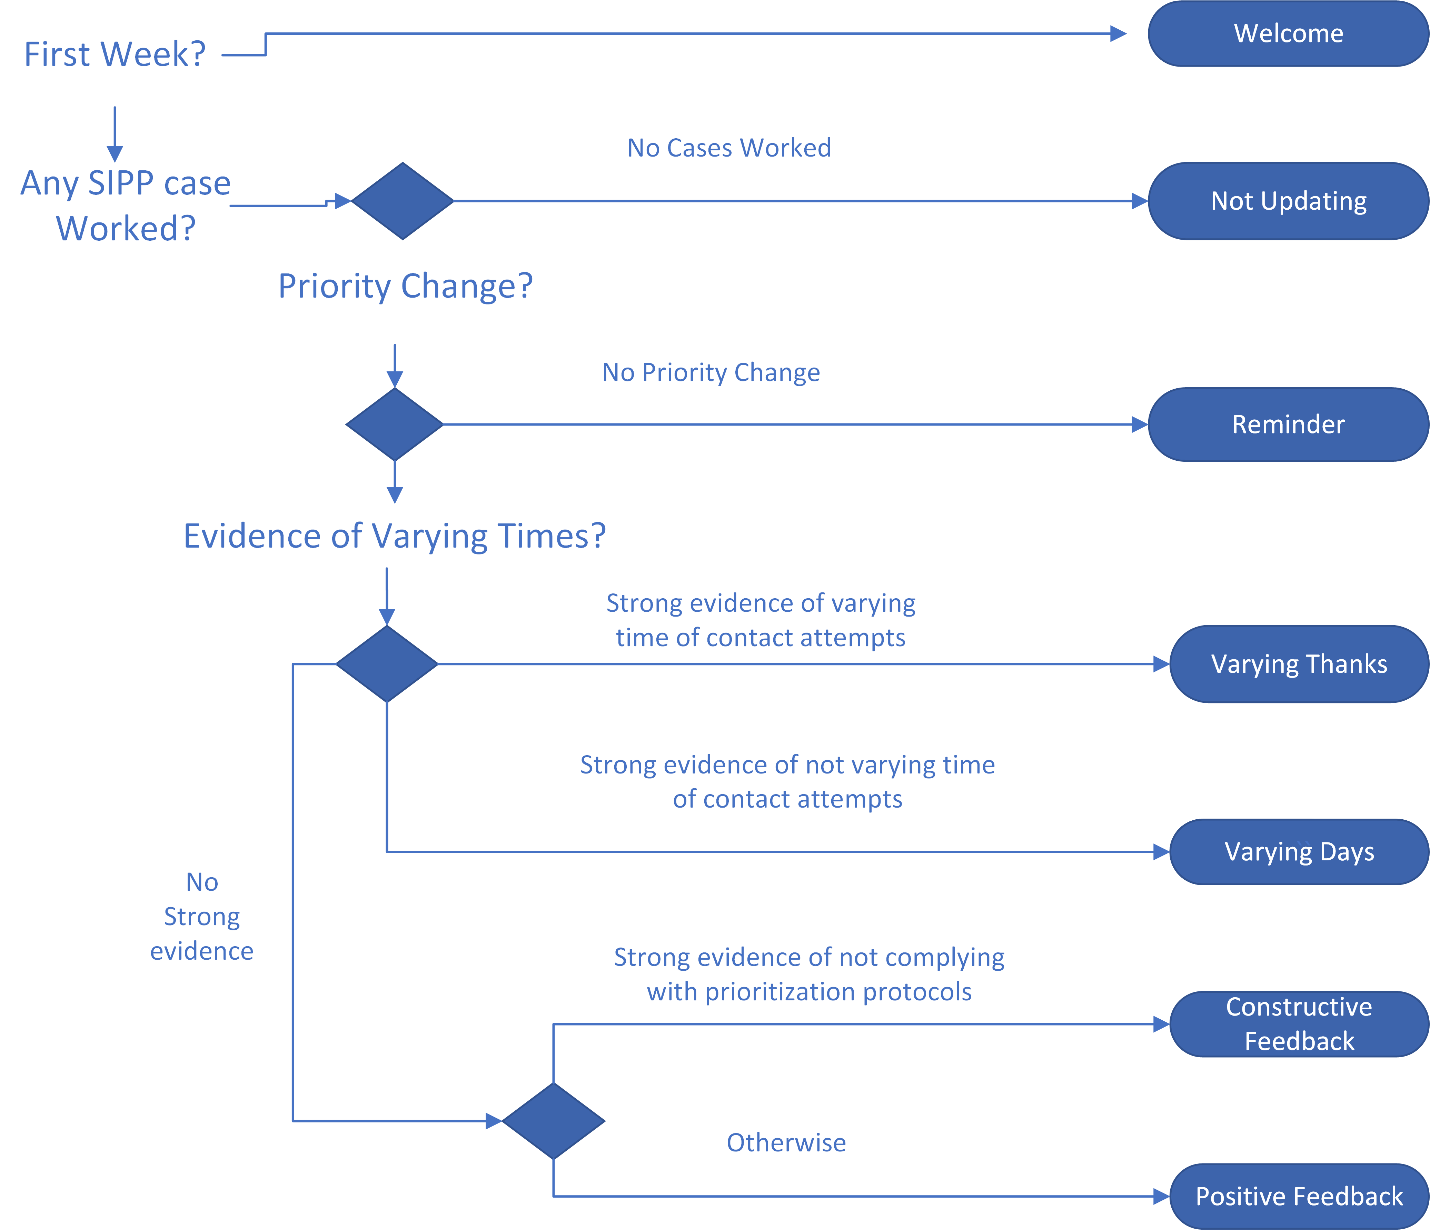 First Week?
Welcome
Any SIPP case
Worked?
No Cases Worked
Not Updating
Priority Change?
No Priority Change
Reminder
Evidence of Varying Times?
Strong evidence of varying
time of contact attempts
Varying Thanks
Strong evidence of not varying time
of contact attempts
Varying Days
No
Strong
evidence
Strong evidence of not complying
with prioritization protocols
Constructive
Feedback
Otherwise
Positive Feedback